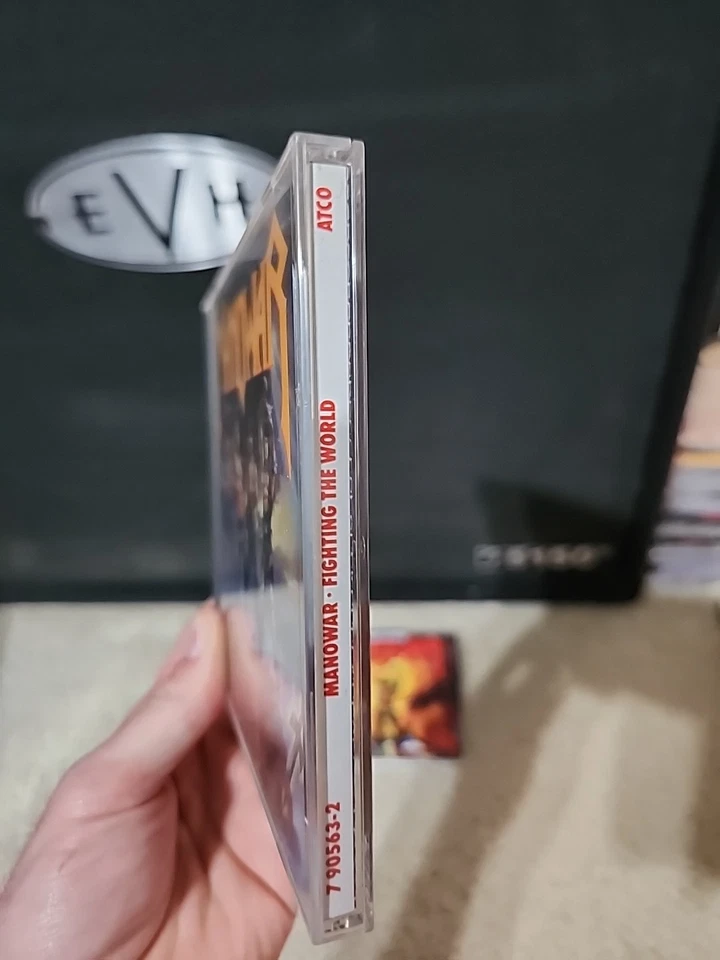 EVH
7 90563-2
MANOWAR · FIGHTING THE WORLD
ATCO